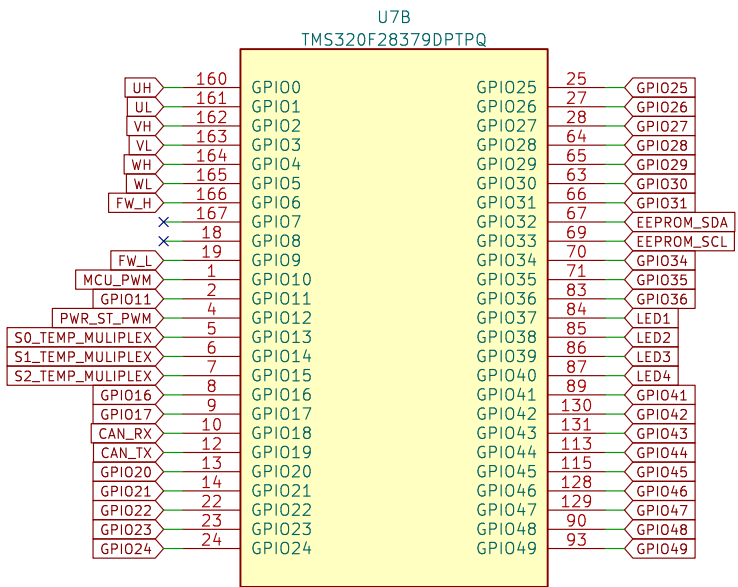 U7B
TMS320F28379DPTPQ
UH 160 GPIO0 GPIO25 25 GPIO25
UL 161 GPIO1 GPIO26 27 GPIO26
VH 162 GPIO2 GPIO27 28 GPIO27
VL 163 GPIO3 GPIO28 64 GPIO28
WH 164 GPIO4 GPIO29 65 GPIO29
WL 165 GPIO5 GPIO30 63 GPIO30
FW_H 166 GPIO6 GPIO31 66 GPIO31
167 GPIO7 GPIO32 67 EEPROM_SDA
18 GPIO8 GPIO33 69 EEPROM_SCL
FW_L 19 GPIO9 GPIO34 70 GPIO34
MCU_PWM 1 GPIO10 GPIO35 71 GPIO35
GPIO11 2 GPIO11 GPIO36 83 GPIO36
PWR_ST_PWM 4 GPIO12 GPIO37 84 LED1
S0_TEMP_MULIPLEX 5 GPIO13 GPIO38 85 LED2
S1_TEMP_MULIPLEX 6 GPIO14 GPIO39 86 LED3
S2_TEMP_MULIPLEX 7 GPIO15 GPIO40 87 LED4
GPIO16 8 GPIO16 GPIO41 89 GPIO41
GPIO17 9 GPIO17 GPIO42 130 GPIO42
CAN_RX 10 GPIO18 GPIO43 131 GPIO43
CAN_TX 12 GPIO19 GPIO44 113 GPIO44
GPIO20 13 GPIO20 GPIO45 115 GPIO45
GPIO21 14 GPIO21 GPIO46 128 GPIO46
GPIO22 22 GPIO22 GPIO47 129 GPIO47
GPIO23 23 GPIO23 GPIO48 90 GPIO48
GPIO24 24 GPIO24 GPIO49 93 GPIO49